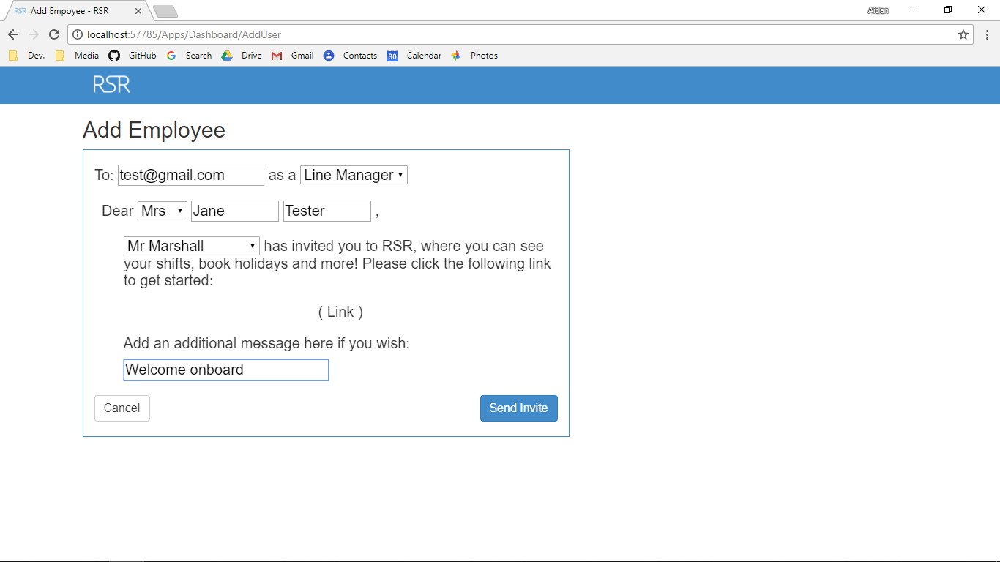 RSR Add Empoyee - RSR
Aidan
localhost:57785/Apps/Dashboard/AddUser
Dev. Media GitHub G Search Drive M Gmail Contacts 30 Calendar Photos
RSR
Add Employee
To: test@gmail.com as a Line Manager
Dear Mrs Jane Tester ,
Mr Marshall has invited you to RSR, where you can see
your shifts, book holidays and more! Please click the following link
to get started:
( Link )
Add an additional message here if you wish:
Welcome onboard
Cancel Send Invite